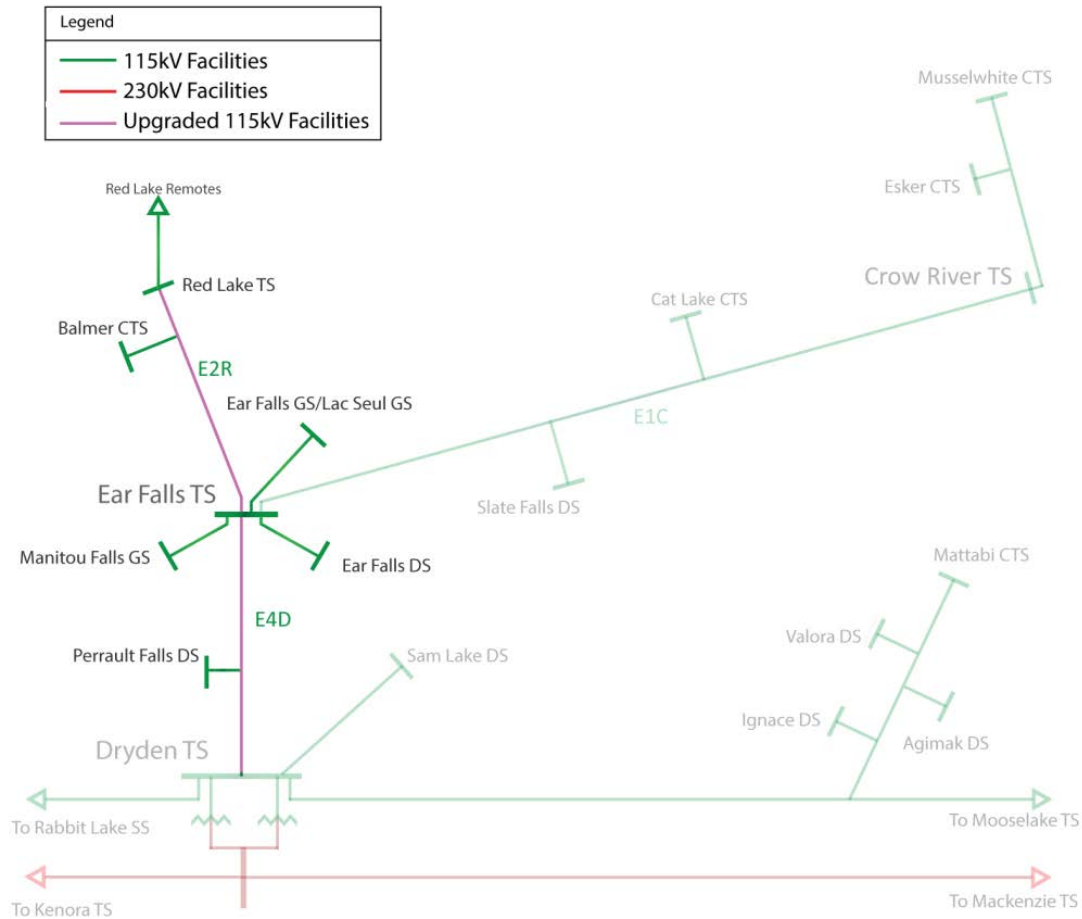 Legend
115kV Facilities
230kV Facilities
Upgraded 115kV Facilities
Musselwhite CTS
Esker CTS
Red Lake Remotes
Crow River TS
Red Lake TS
Cat Lake CTS
Balmer CTS
E2R
Ear Falls GS/Lac Seul GS
E1C
Ear Falls TS
Slate Falls DS
Manitou Falls GS
Ear Falls DS
Mattabi CTS
E4D
Valora DS
Perrault Falls DS
Sam Lake DS
Ignace DS
Agimak DS
Dryden TS
To Rabbit Lake SS
To Mooselake TS
To Kenora TS
To Mackenzie TS